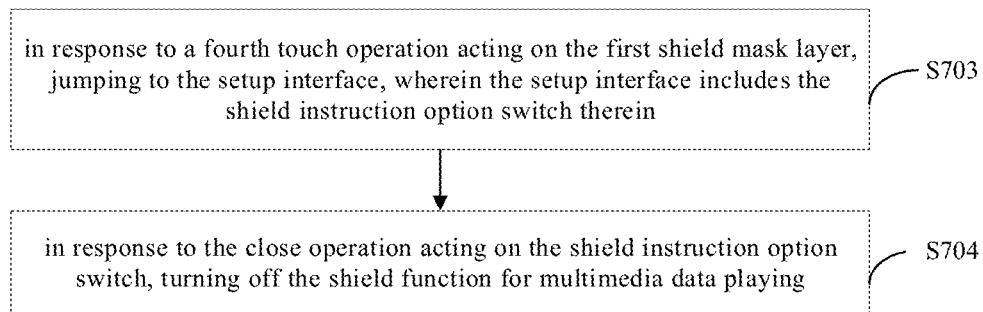 in response to a fourth touch operation acting on the first shield mask layer,
jumping to the setup interface, wherein the setup interface includes the
shield instruction option switch therein
S703
in response to the close operation acting on the shield instruction option
switch, turning off the shield function for multimedia data playing
S704